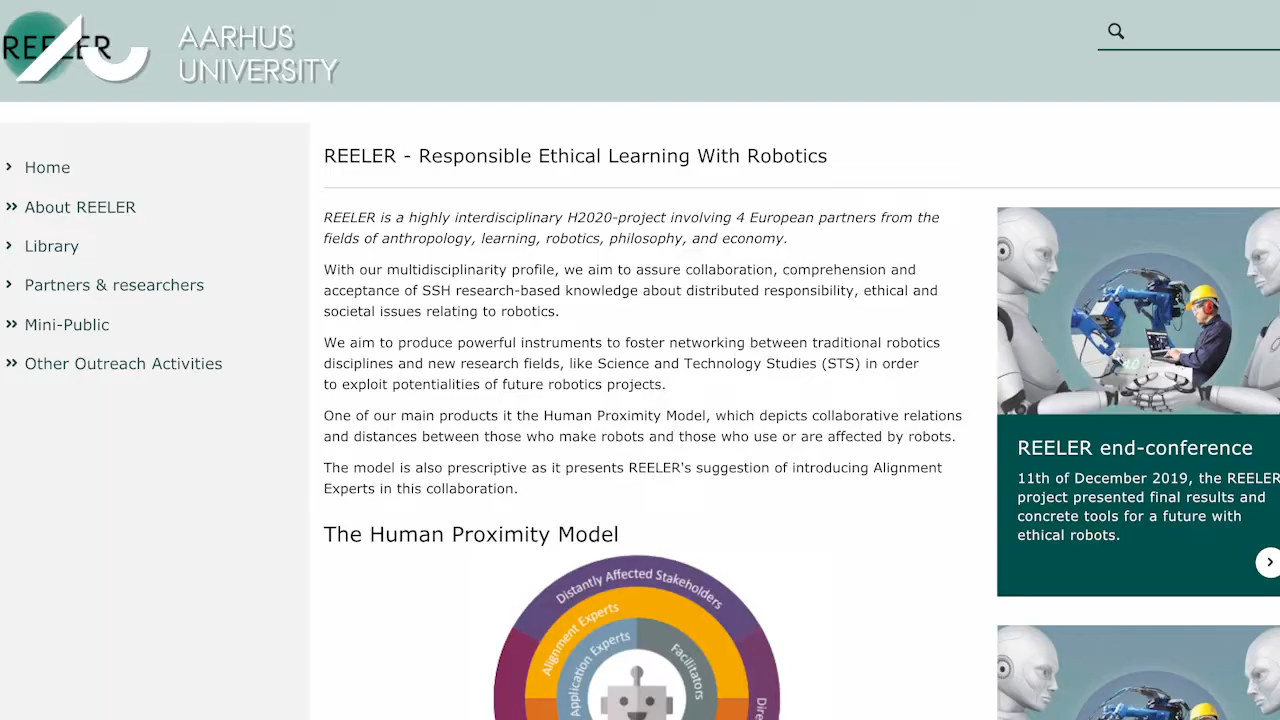 REELER
AARHUS
UNIVERSITY
Home
About REELER
Library
Partners & researchers
Mini-Public
Other Outreach Activities
REELER - Responsible Ethical Learning With Robotics
REELER is a highly interdisciplinary H2020-project involving 4 European partners from the
fields of anthropology, learning, robotics, philosophy, and economy.
With our multidisciplinarity profile, we aim to assure collaboration, comprehension and
acceptance of SSH research-based knowledge about distributed responsibility, ethical and
societal issues relating to robotics.
We aim to produce powerful instruments to foster networking between traditional robotics
disciplines and new research fields, like Science and Technology Studies (STS) in order
to exploit potentialities of future robotics projects.
One of our main products it the Human Proximity Model, which depicts collaborative relations
and distances between those who make robots and those who use or are affected by robots.
The model is also prescriptive as it presents REELER's suggestion of introducing Alignment
Experts in this collaboration.
The Human Proximity Model
Distantly Affected Stakeholders
Alignment Experts
Application Experts
Facilitators
REELER end-conference
11th of December 2019, the REELER
project presented final results and
concrete tools for a future with
ethical robots.